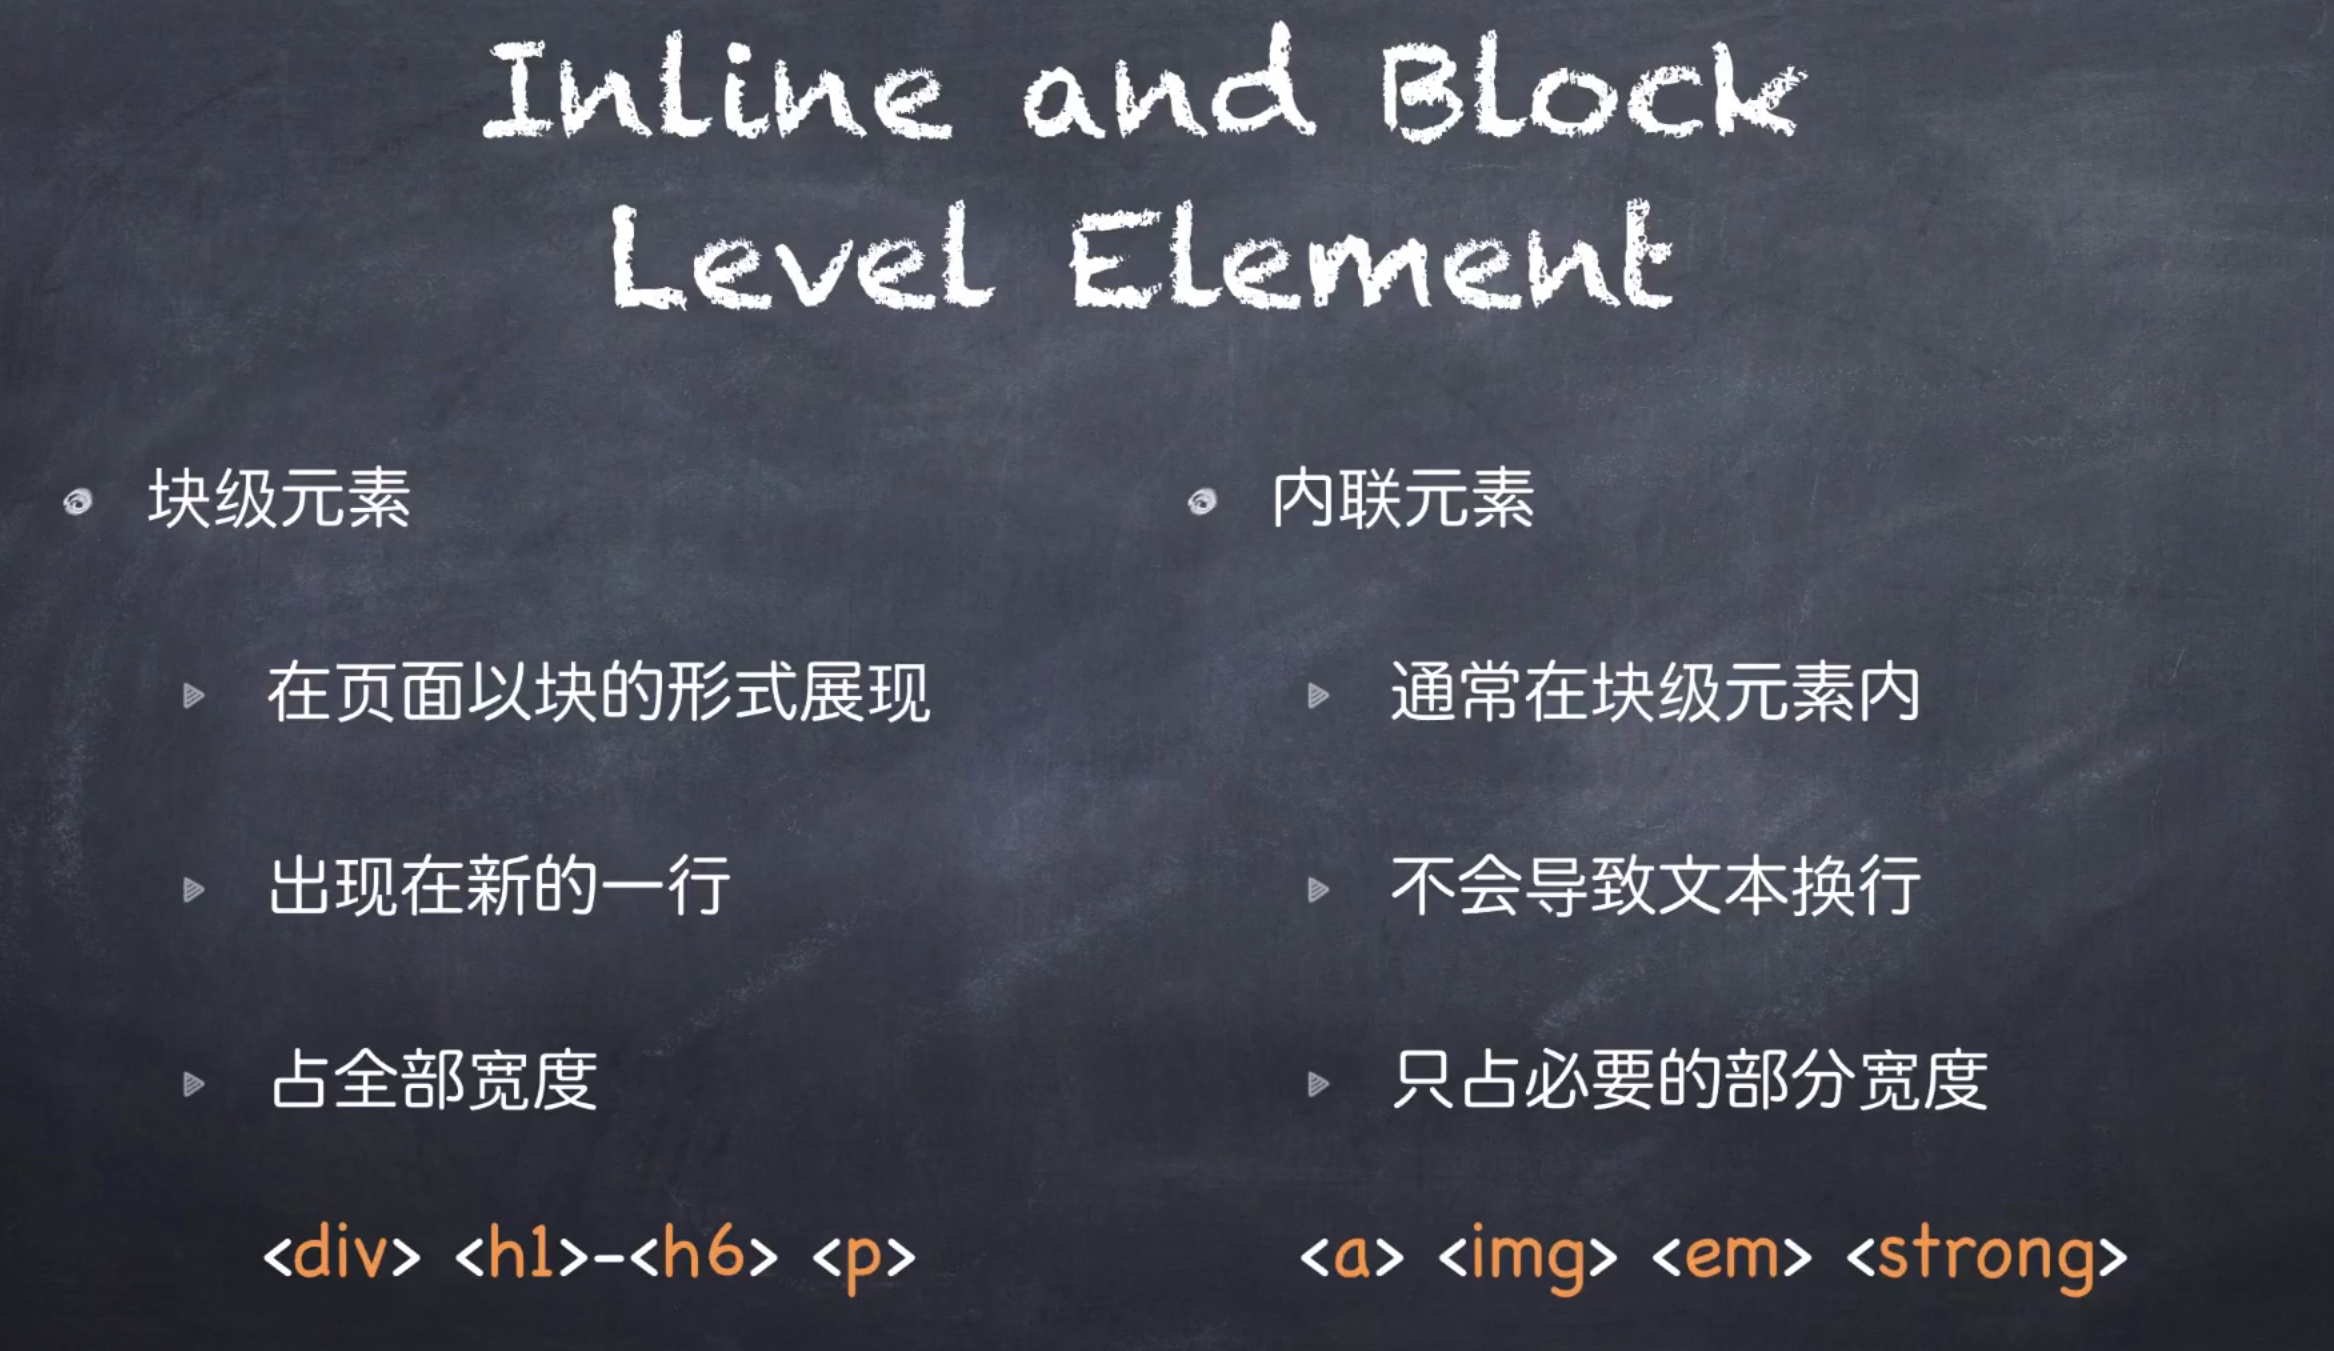 Inline and Block
Level Element
块级元素
在页面以块的形式展现
出现在新的一行
占全部宽度
<div> <h1>-<h6> <p>
内联元素
通常在块级元素内
不会导致文本换行
只占必要的部分宽度
<a> <img> <em> <strong>